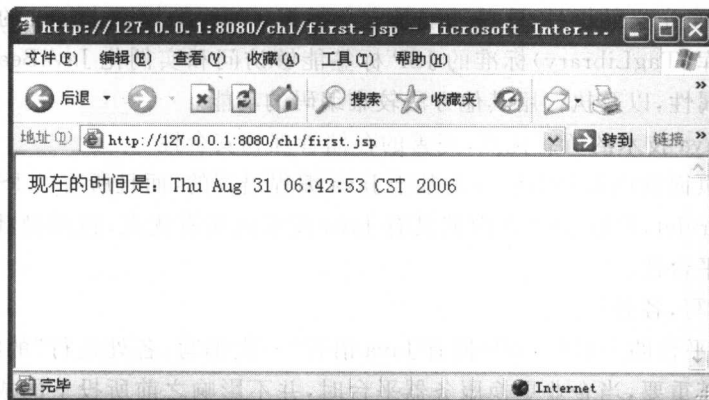 http://127.0.0.1:8080/ch1/first.jsp - Microsoft Inter...
文件(F) 编辑(E) 查看(V) 收藏(A) 工具(T) 帮助(H)
后退 搜索 收藏夹 »
地址(D) http://127.0.0.1:8080/ch1/first.jsp 转到 链接 »
现在的时间是：Thu Aug 31 06:42:53 CST 2006
完毕 Internet